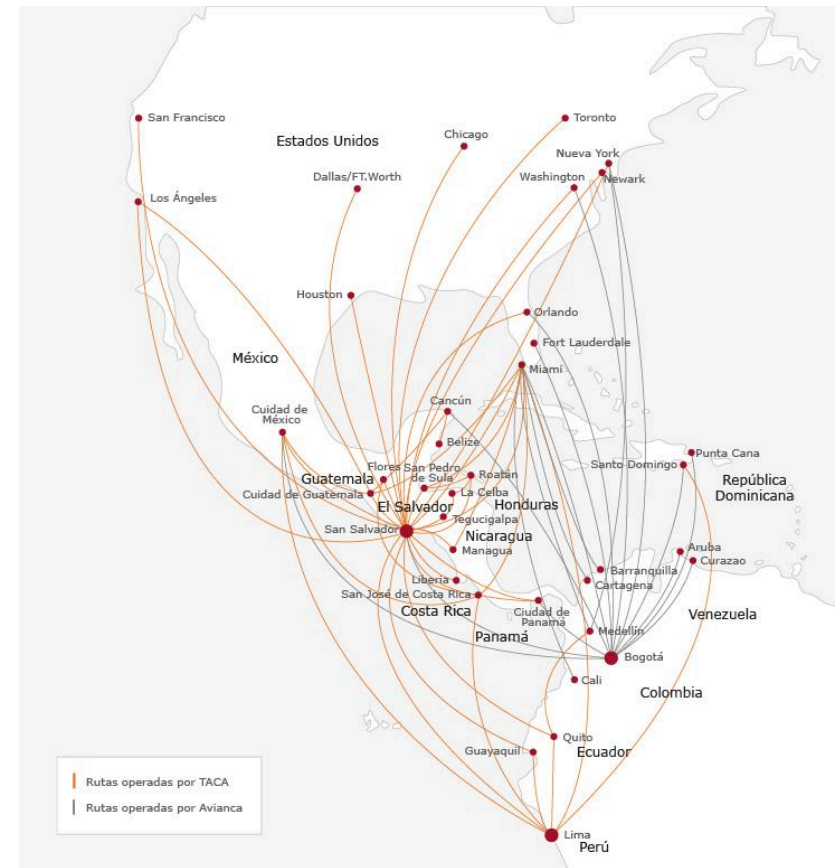 San Francisco
Toronto
Chicago
Estados Unidos
Nueva York
Dallas/FT.Worth
Washington
Newark
Los Ángeles
Houston
Orlando
Fort Lauderdale
México
Miami
Cancún
Cuidad de
México
Belize
Punta Cana
Santo Domingo
Flores
San Pedro
de Sula
Roatán
Guatemala
República
Dominicana
Cuidad de Guatemala
La Celba
El Salvador
Honduras
Tegucigalpa
San Salvador
Nicaragua
Managua
Aruba
Curazao
Barranquilla
Liberia
Cartagena
San José de Costa Rica
Costa Rica
Ciudad de
Panamá
Venezuela
Panamá
Medellín
Bogotá
Cali
Colombia
Quito
Guayaquil
Ecuador
Rutas operadas por TACA
Rutas operadas por Avianca
Lima
Perú